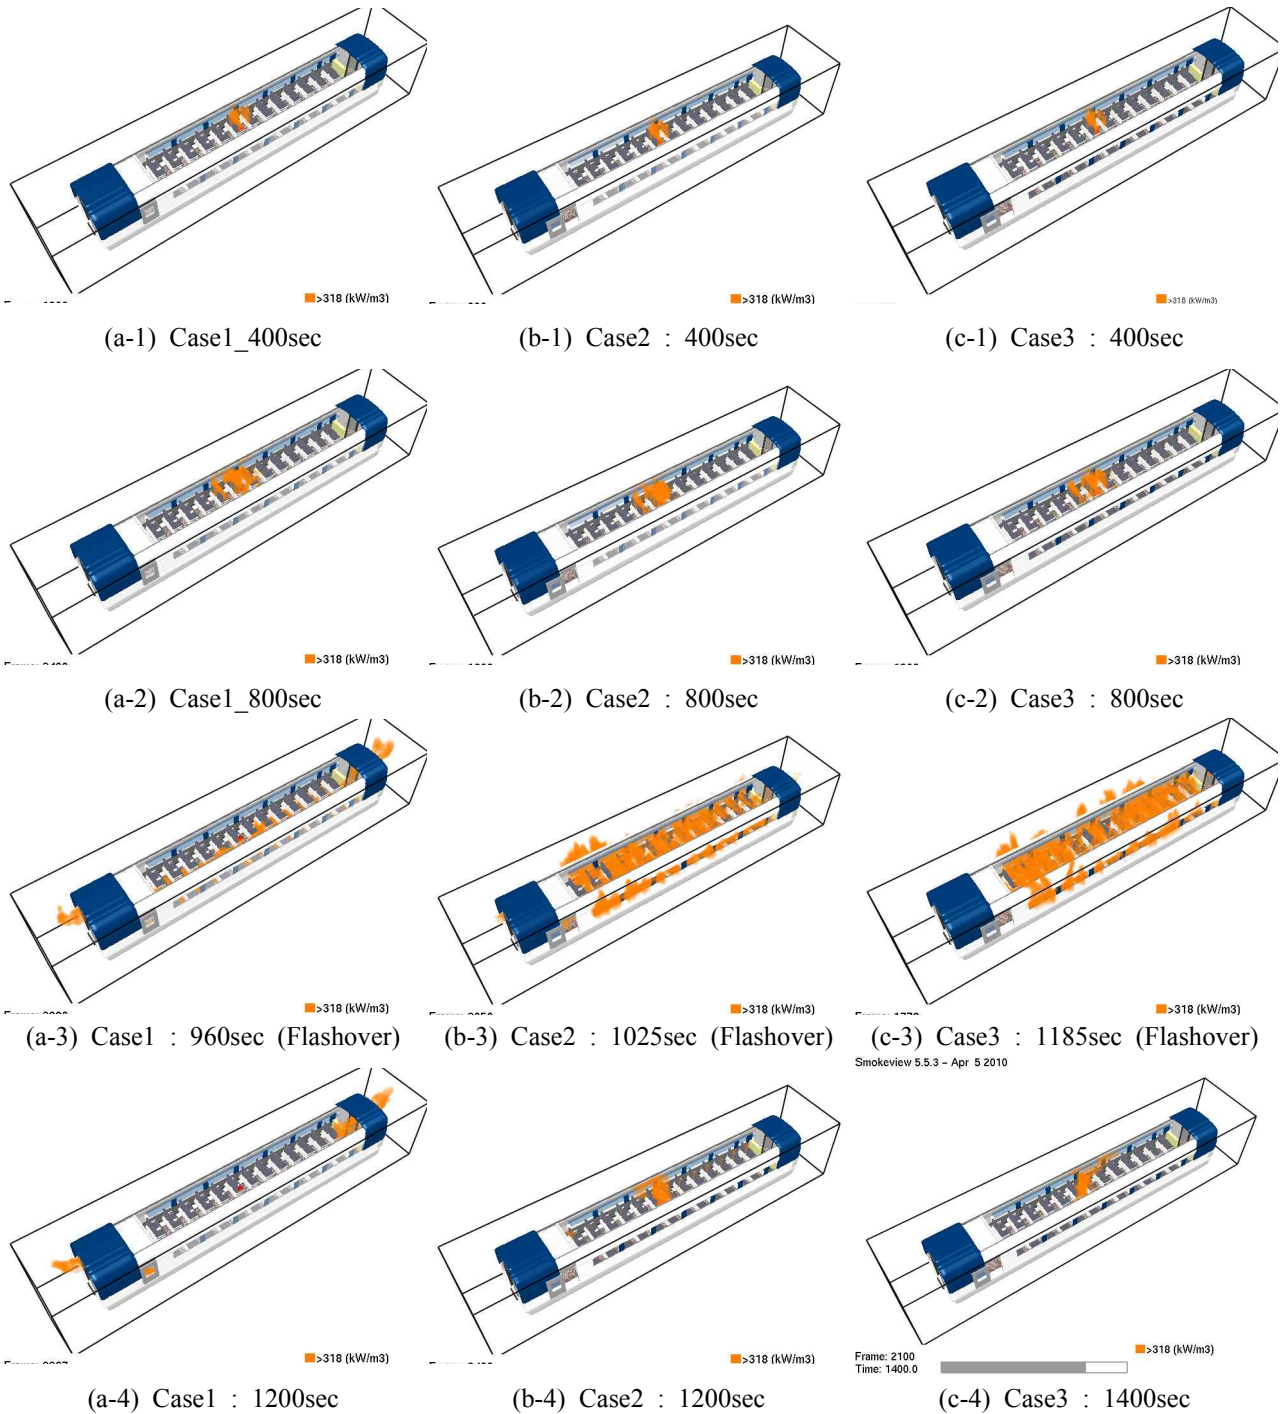 >318 (kW/m3) >318 (kW/m3) >318 (kW/m3)
(a-1) Case1_400sec (b-1) Case2 : 400sec (c-1) Case3 : 400sec
>318 (kW/m3) >318 (kW/m3) >318 (kW/m3)
(a-2) Case1_800sec (b-2) Case2 : 800sec (c-2) Case3 : 800sec
>318 (kW/m3) >318 (kW/m3) >318 (kW/m3)
(a-3) Case1 : 960sec (Flashover) (b-3) Case2 : 1025sec (Flashover) (c-3) Case3 : 1185sec (Flashover)
Smokeview 5.5.3 – Apr 5 2010
>318 (kW/m3) >318 (kW/m3) >318 (kW/m3)
Frame: 2100
Time: 1400.0
(a-4) Case1 : 1200sec (b-4) Case2 : 1200sec (c-4) Case3 : 1400sec